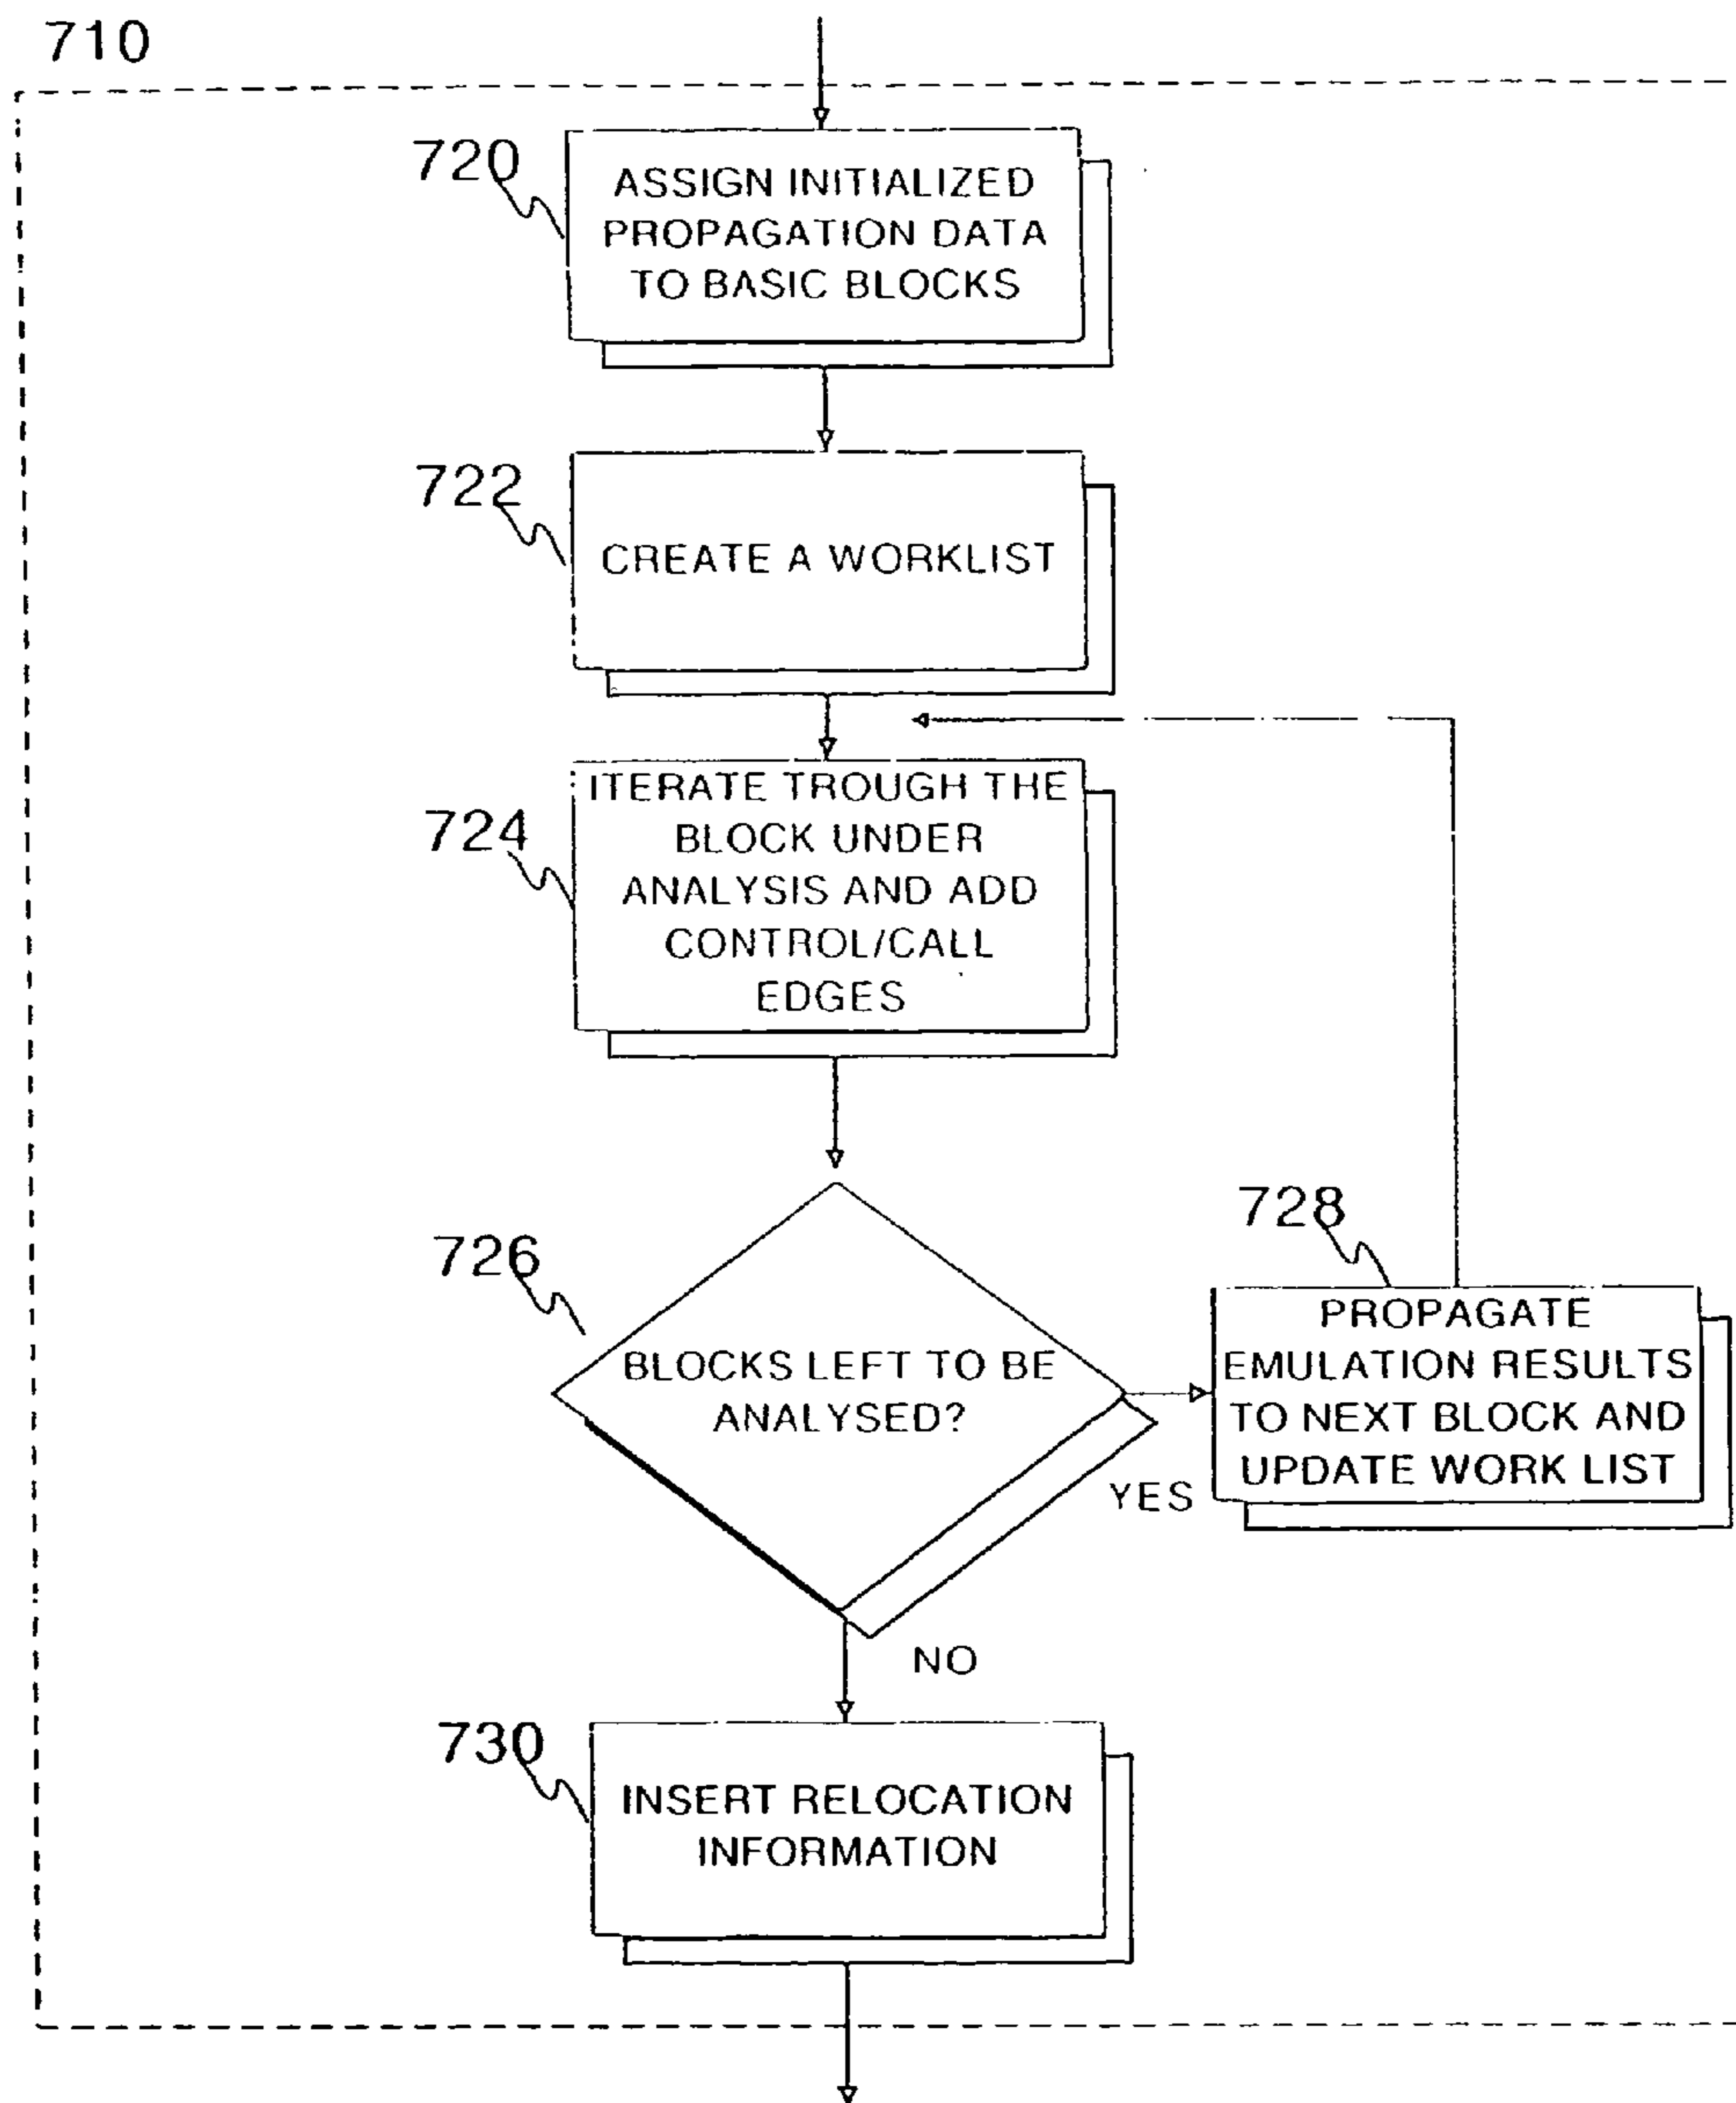 710
720
ASSIGN INITIALIZED
PROPAGATION DATA
TO BASIC BLOCKS
722
CREATE A WORKLIST
724
ITERATE TROUGH THE
BLOCK UNDER
ANALYSIS AND ADD
CONTROL/CALL
EDGES
726
BLOCKS LEFT TO BE
ANALYSED?
YES
728
PROPAGATE
EMULATION RESULTS
TO NEXT BLOCK AND
UPDATE WORK LIST
NO
730
INSERT RELOCATION
INFORMATION